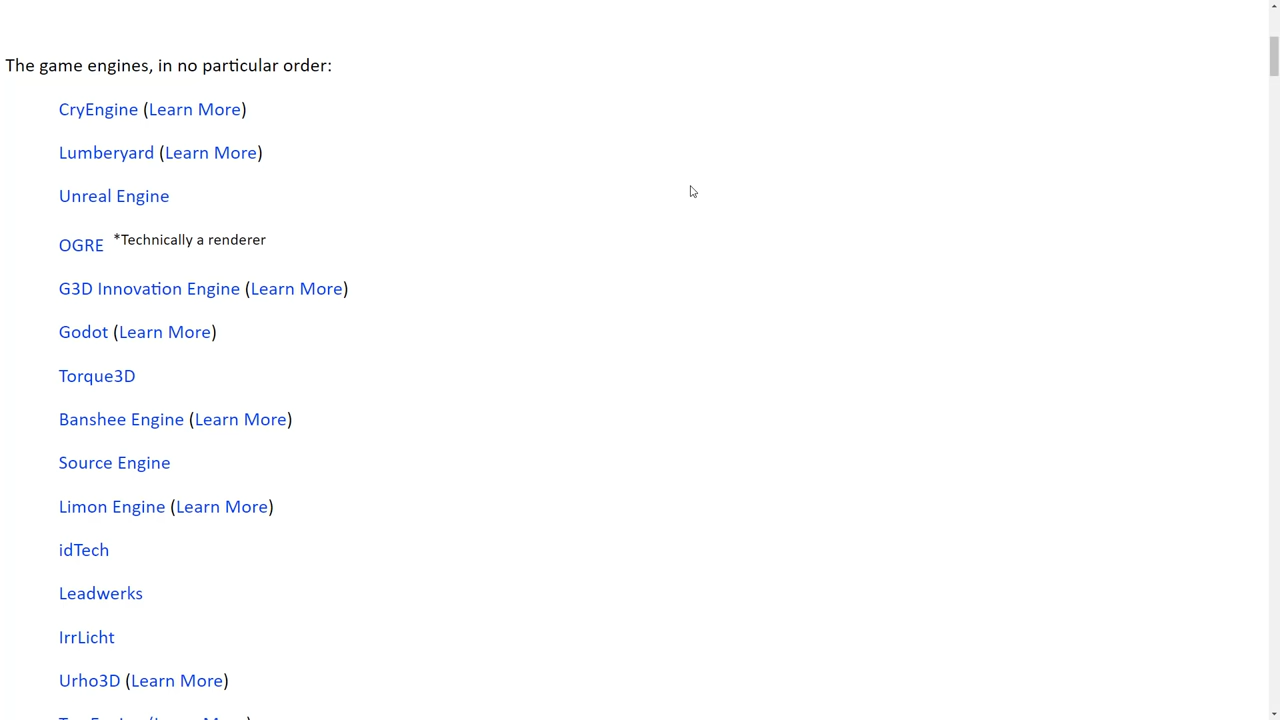 The game engines, in no particular order:
CryEngine (Learn More)
Lumberyard (Learn More)
Unreal Engine
OGRE *Technically a renderer
G3D Innovation Engine (Learn More)
Godot (Learn More)
Torque3D
Banshee Engine (Learn More)
Source Engine
Limon Engine (Learn More)
idTech
Leadwerks
IrrLicht
Urho3D (Learn More)